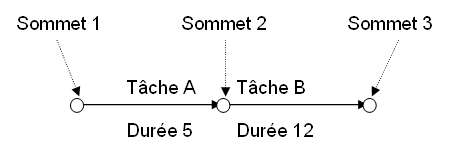 Sommet 1 Sommet 2 Sommet 3
Tâche A Tâche B
Durée 5 Durée 12